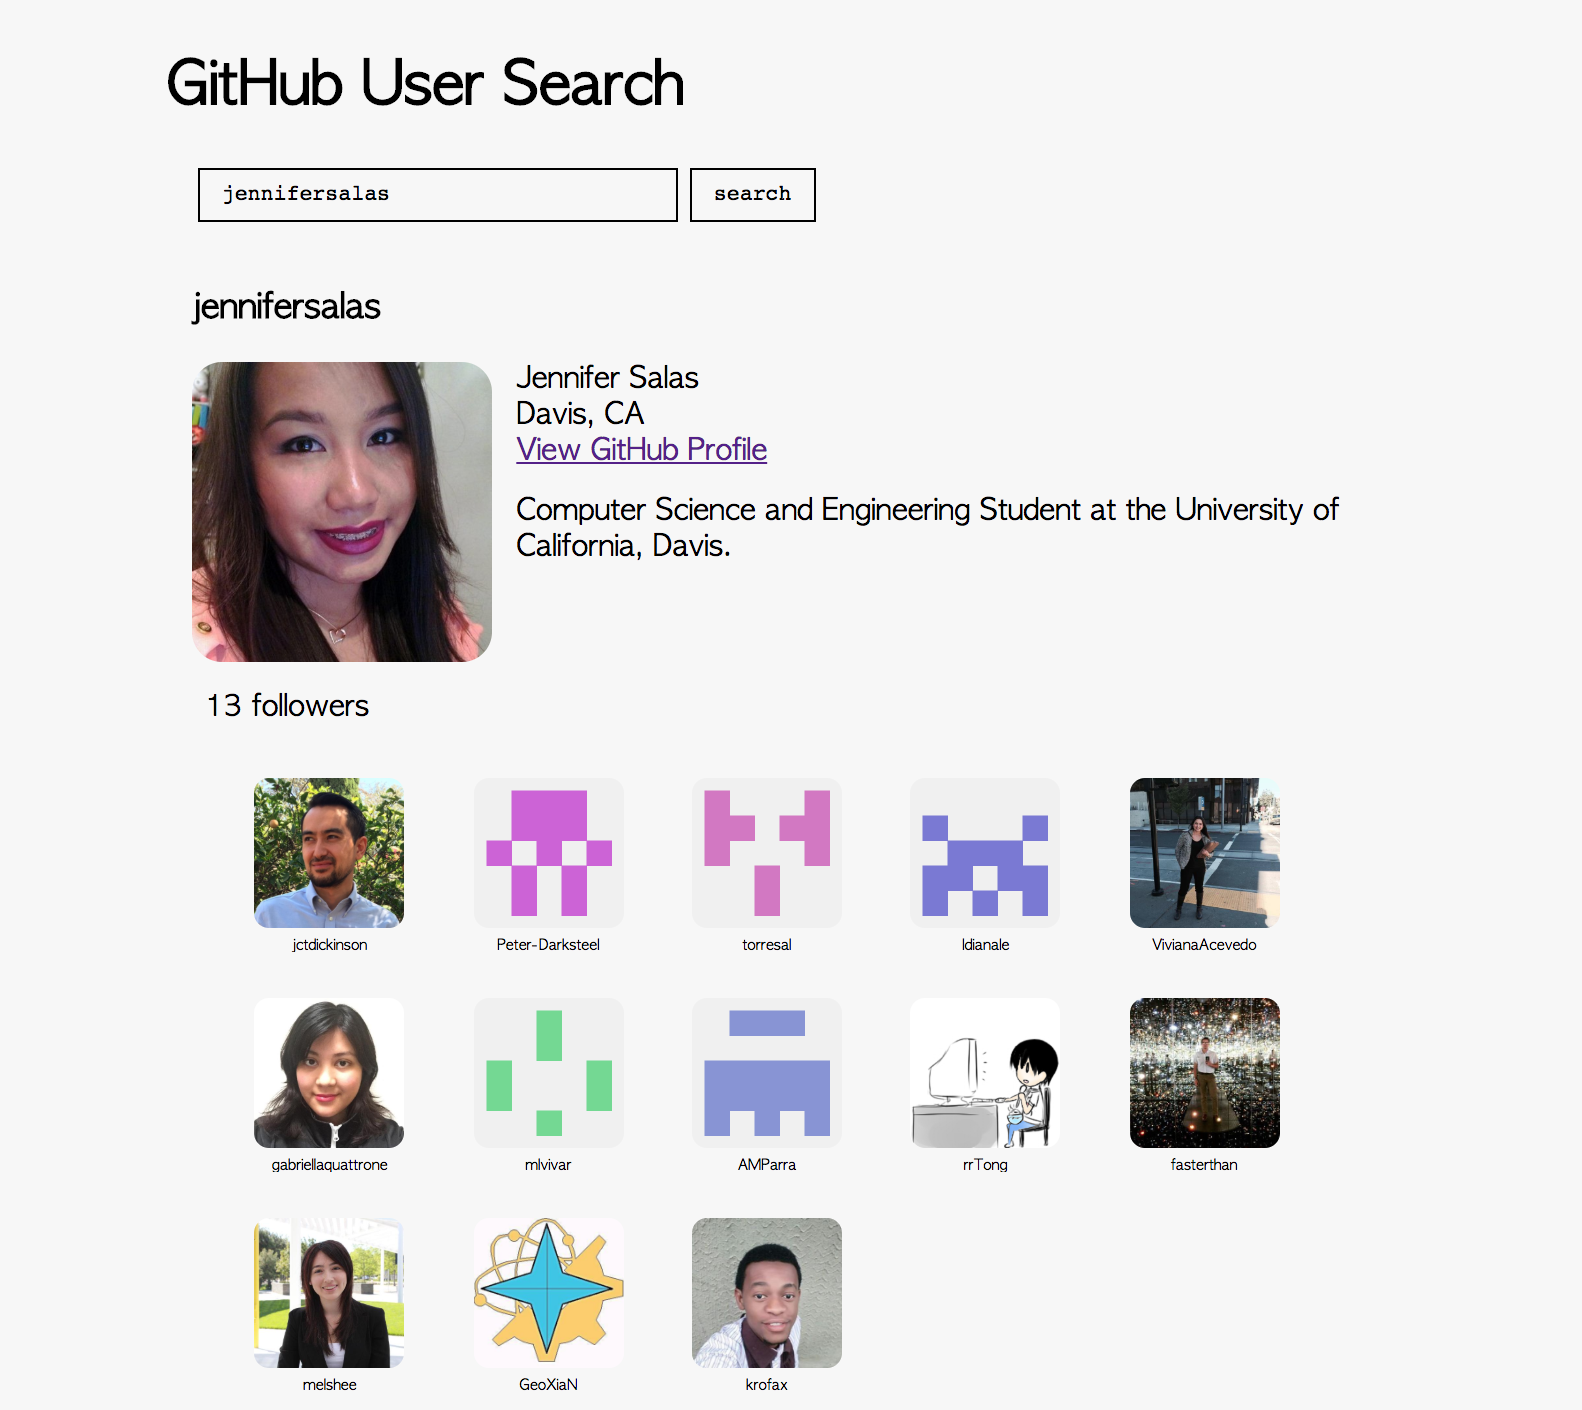 GitHub User Search
jennifersalas
search
jennifersalas
Jennifer Salas
Davis, CA
View GitHub Profile
Computer Science and Engineering Student at the University of
California, Davis.
13 followers
jctdickinson
Peter-Darksteel
torresal
ldianale
VivianaAcevedo
gabriellaquattrone
mlvivar
AMParra
rrTong
fasterthan
melshee
GeoXiaN
krofax